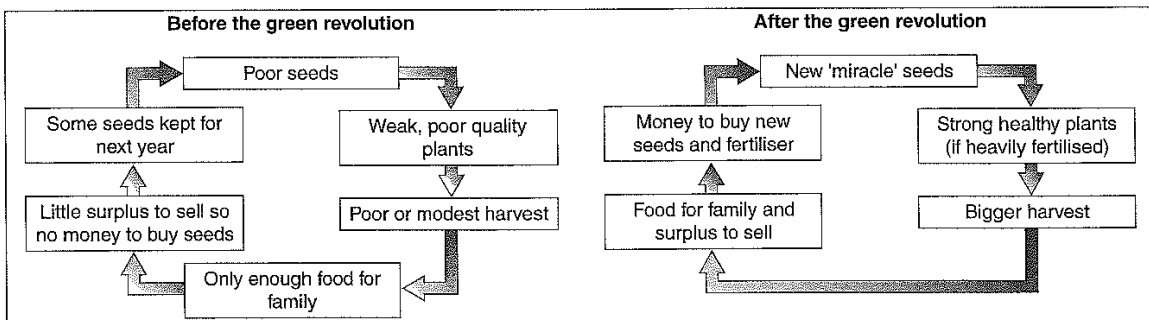 Before the green revolution
Poor seeds
Weak, poor quality
plants
Poor or modest harvest
Only enough food for
family
Little surplus to sell so
no money to buy seeds
Some seeds kept for
next year
After the green revolution
New 'miracle' seeds
Strong healthy plants
(if heavily fertilised)
Bigger harvest
Food for family and
surplus to sell
Money to buy new
seeds and fertiliser